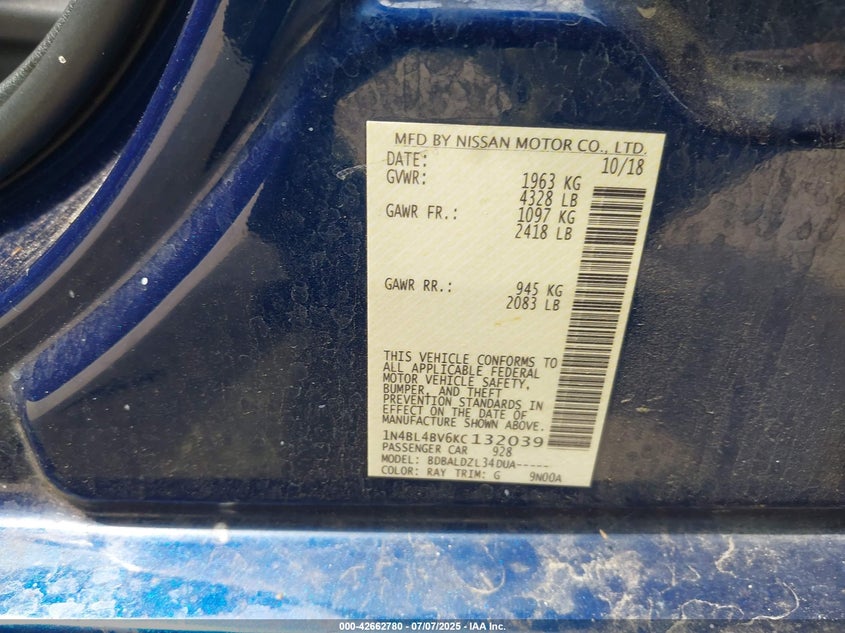 MFD BY NISSAN MOTOR CO., LTD.
DATE: 10/18
GVWR: 1963 KG
4328 LB
GAWR FR.: 1097 KG
2418 LB
GAWR RR.: 945 KG
2083 LB
THIS VEHICLE CONFORMS TO
ALL APPLICABLE FEDERAL
MOTOR VEHICLE SAFETY,
BUMPER, AND THEFT
PREVENTION STANDARDS IN
EFFECT ON THE DATE OF
MANUFACTURE SHOWN ABOVE.
1N4BL4BV6KC132039
PASSENGER CAR 928
MODEL: BDBALDZL34DUA-----
COLOR: RAY TRIM: G 9N00A
000-42662780 - 07/07/2025 - IAA Inc.